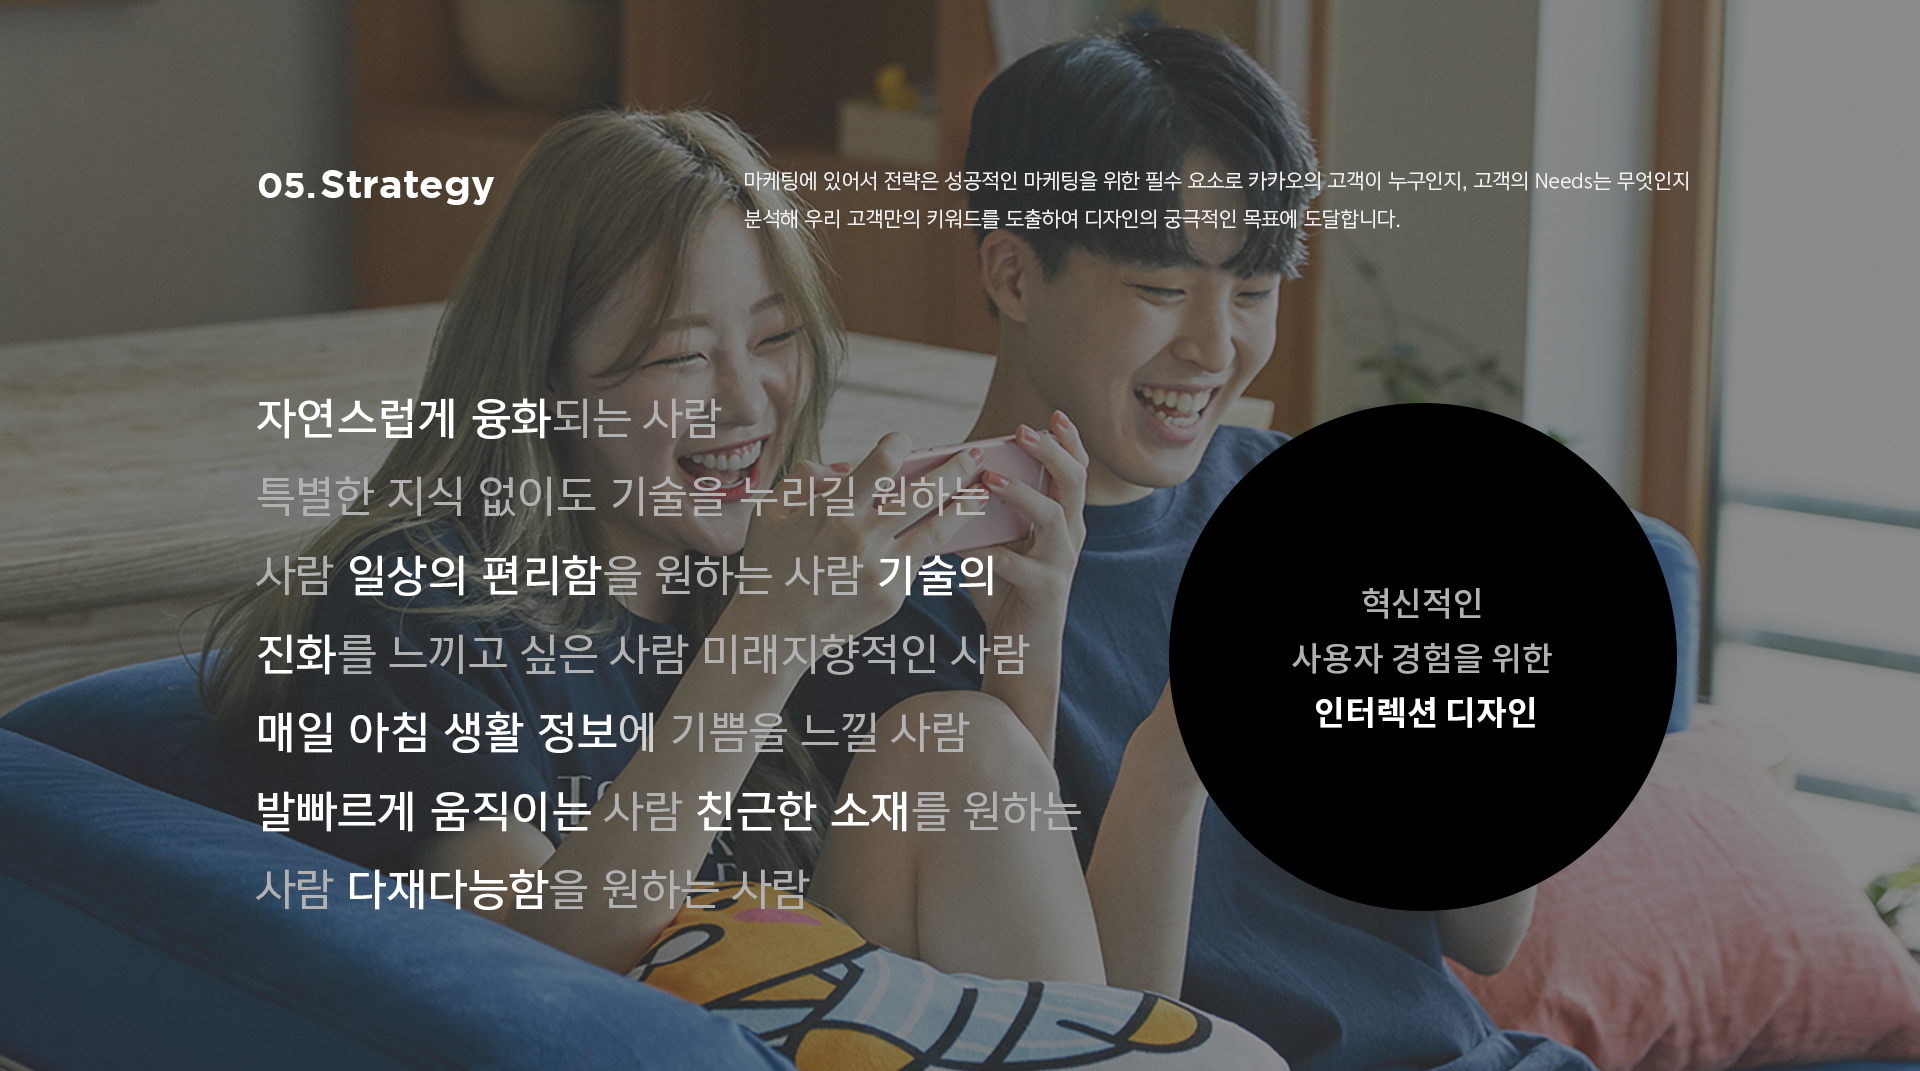 05. Strategy
마케팅에 있어서 전략은 성공적인 마케팅을 위한 필수 요소로 카카오의 고객이 누구인지, 고객의 Needs는 무엇인지
분석해 우리 고객만의 키워드를 도출하여 디자인의 궁극적인 목표에 도달합니다.
자연스럽게 융화되는 사람
특별한 지식 없이도 기술을 누리길 원하는
사람 일상의 편리함을 원하는 사람 기술의
진화를 느끼고 싶은 사람 미래지향적인 사람
매일 아침 생활 정보에 기쁨을 느낄 사람
발빠르게 움직이는 사람 친근한 소재를 원하는
사람 다재다능함을 원하는 사람
혁신적인
사용자 경험을 위한
인터렉션 디자인